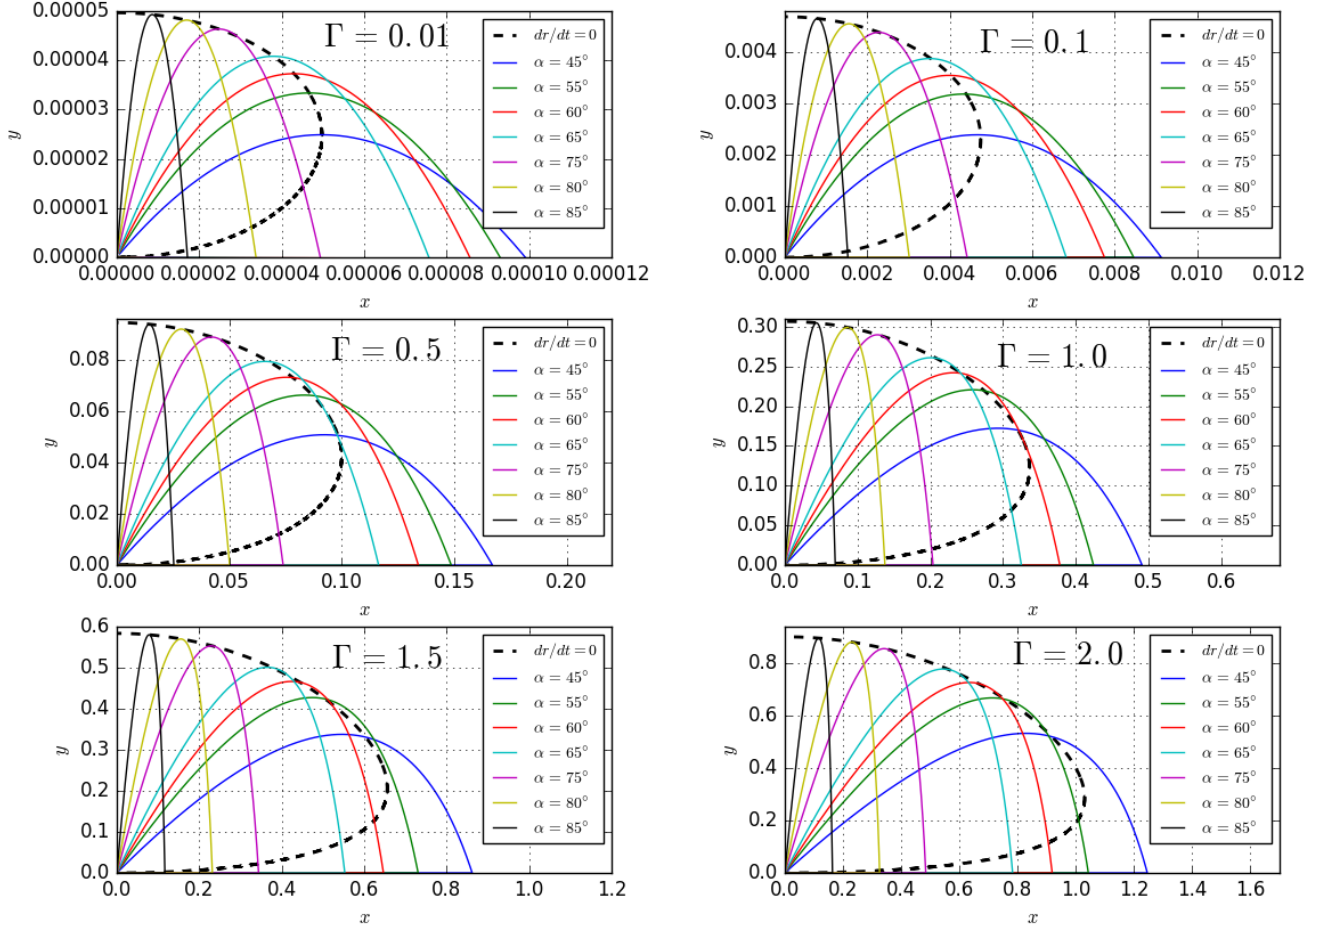 0.00005
0.00004
0.00003
0.00002
0.00001
0.00000
y
Γ = 0.01
dr/dt = 0
α = 45°
α = 55°
α = 60°
α = 65°
α = 75°
α = 80°
α = 85°
0.00000 0.00002 0.00004 0.00006 0.00008 0.00010 0.00012
x
0.004
0.003
0.002
0.001
0.000
y
Γ = 0.1
dr/dt = 0
α = 45°
α = 55°
α = 60°
α = 65°
α = 75°
α = 80°
α = 85°
0.000 0.002 0.004 0.006 0.008 0.010 0.012
x
0.08
0.06
0.04
0.02
0.00
y
Γ = 0.5
dr/dt = 0
α = 45°
α = 55°
α = 60°
α = 65°
α = 75°
α = 80°
α = 85°
0.00 0.05 0.10 0.15 0.20
x
0.30
0.25
0.20
0.15
0.10
0.05
0.00
y
Γ = 1.0
dr/dt = 0
α = 45°
α = 55°
α = 60°
α = 65°
α = 75°
α = 80°
α = 85°
0.0 0.1 0.2 0.3 0.4 0.5 0.6
x
0.6
0.5
0.4
0.3
0.2
0.1
0.0
y
Γ = 1.5
dr/dt = 0
α = 45°
α = 55°
α = 60°
α = 65°
α = 75°
α = 80°
α = 85°
0.0 0.2 0.4 0.6 0.8 1.0 1.2
x
0.8
0.6
0.4
0.2
0.0
y
Γ = 2.0
dr/dt = 0
α = 45°
α = 55°
α = 60°
α = 65°
α = 75°
α = 80°
α = 85°
0.0 0.2 0.4 0.6 0.8 1.0 1.2 1.4 1.6
x